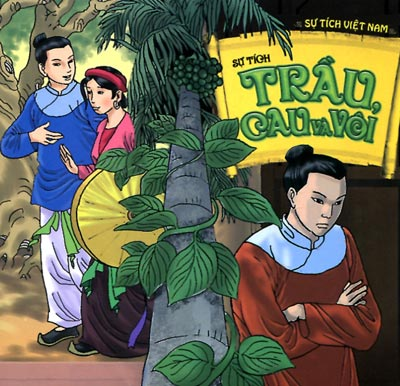 SỰ TÍCH VIỆT NAM
SỰ TÍCH
TRẦU,
CAU VÀ VÔI